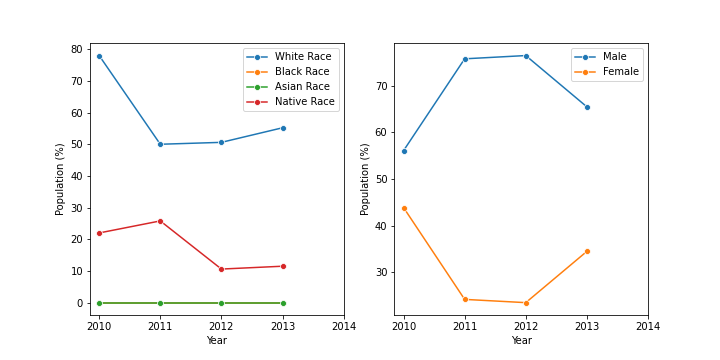 80
70
60
50
40
30
20
10
0
Population (%)
2010 2011 2012 2013 2014
Year
White Race
Black Race
Asian Race
Native Race
70
60
50
40
30
Population (%)
2010 2011 2012 2013 2014
Year
Male
Female